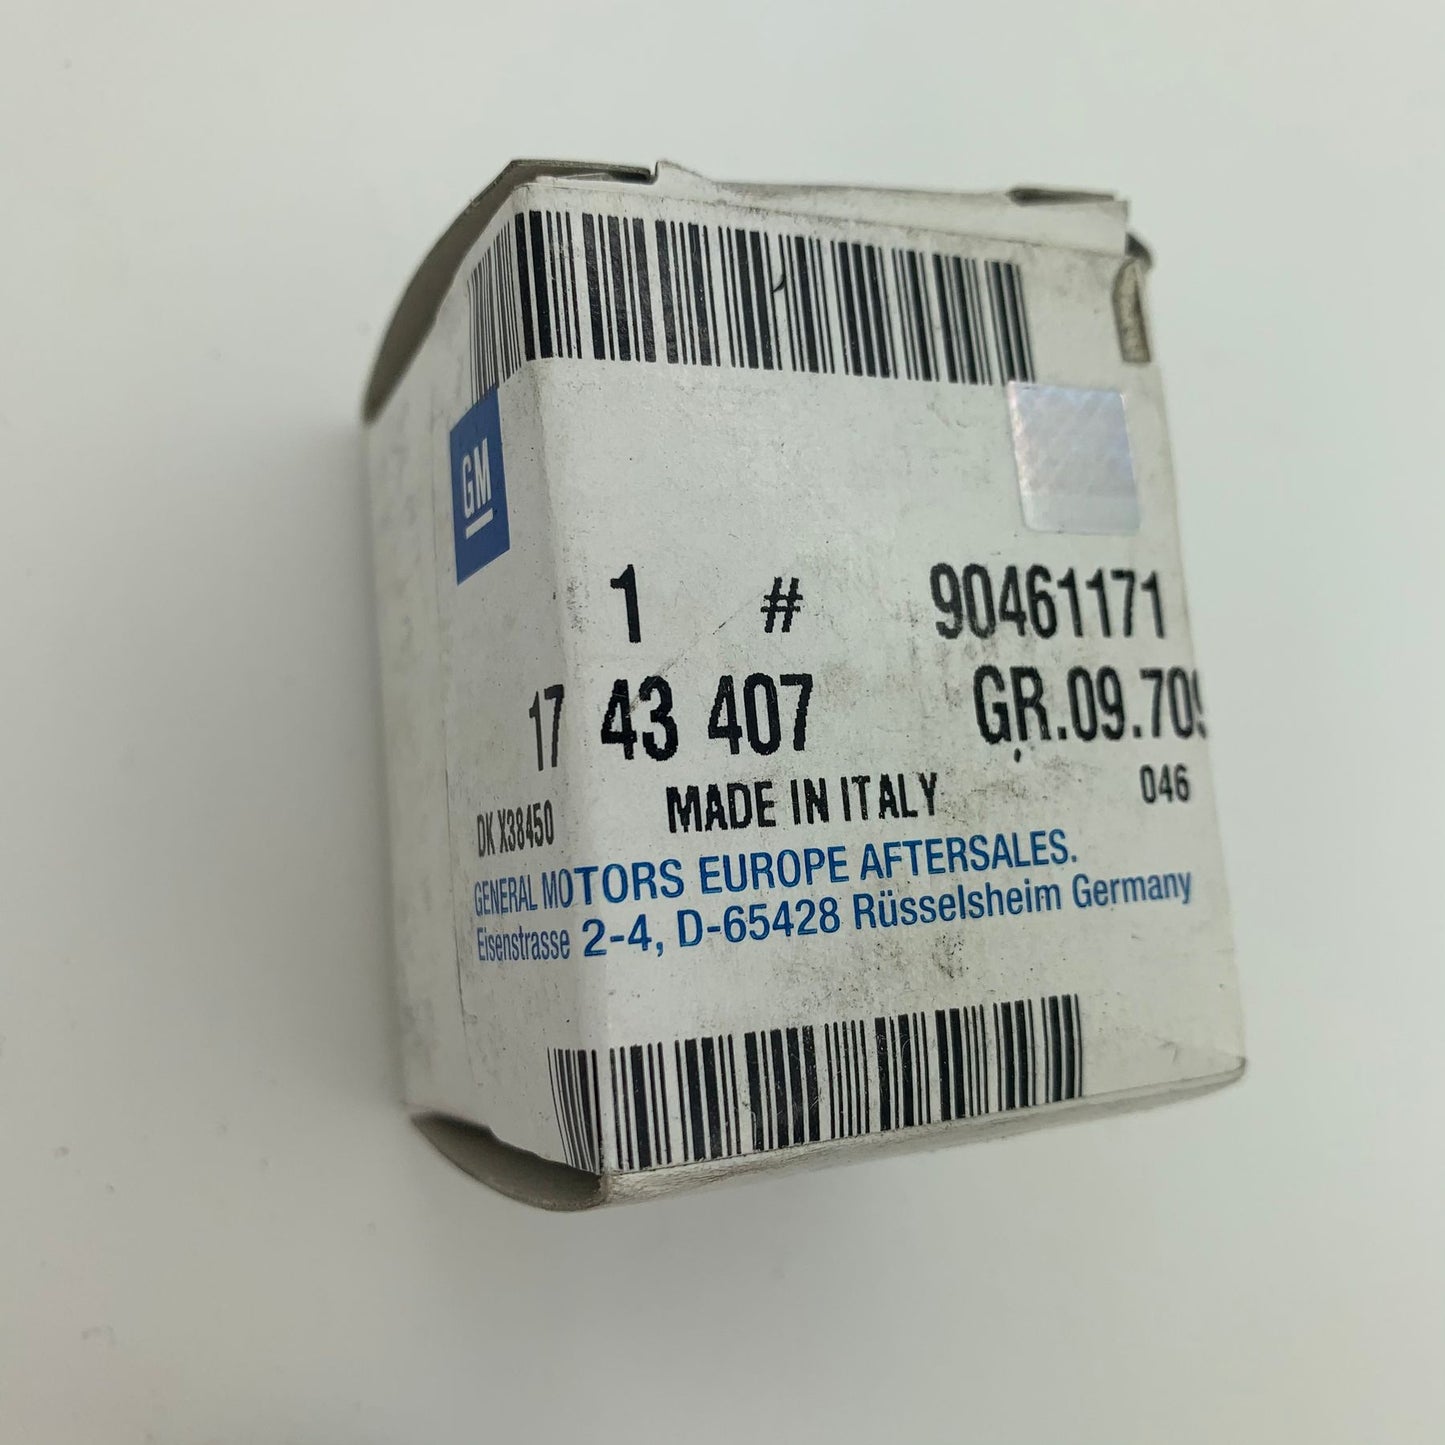 GM
1 # 90461171
17 43 407 GR.09.709
DK X38450 MADE IN ITALY 046
GENERAL MOTORS EUROPE AFTERSALES.
Eisenstrasse 2-4, D-65428 Rüsselsheim Germany